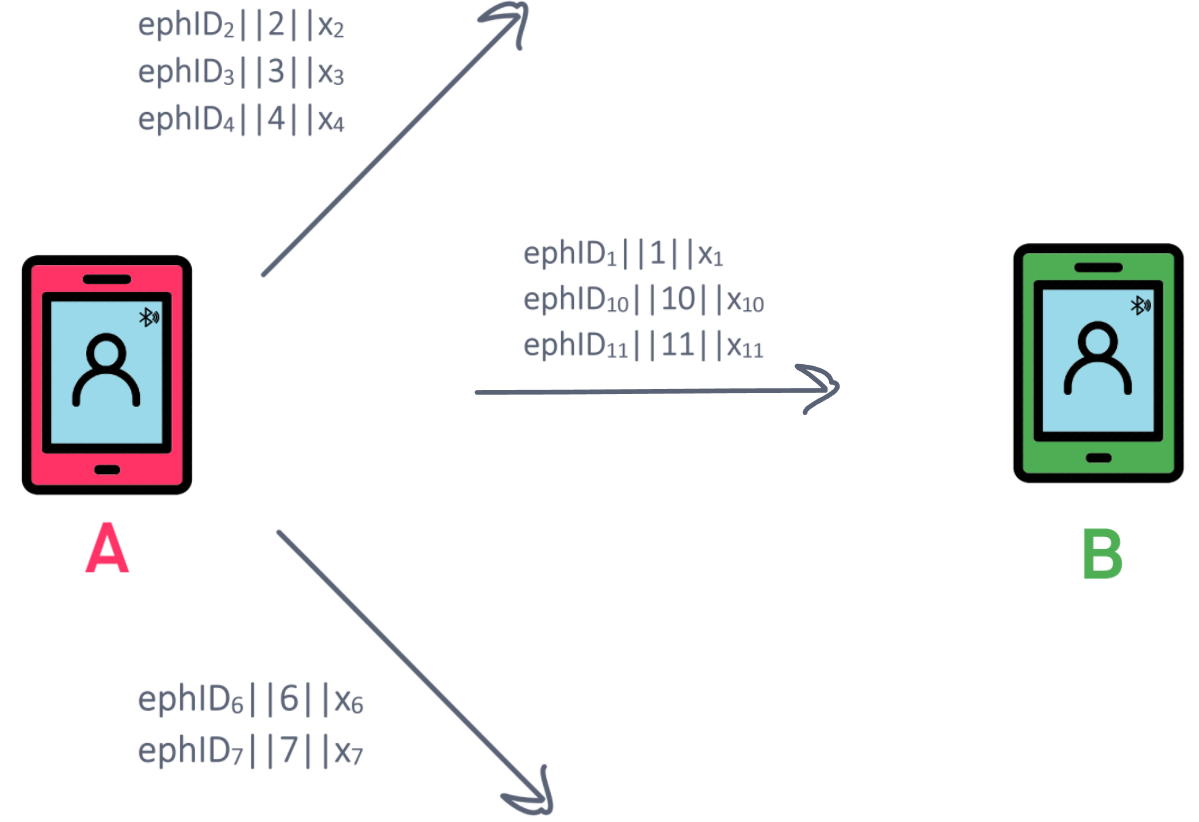 ephID₂||2||x₂
ephID₃||3||x₃
ephID₄||4||x₄
ephID₁||1||x₁
ephID₁₀||10||x₁₀
ephID₁₁||11||x₁₁
A
B
ephID₆||6||x₆
ephID₇||7||x₇